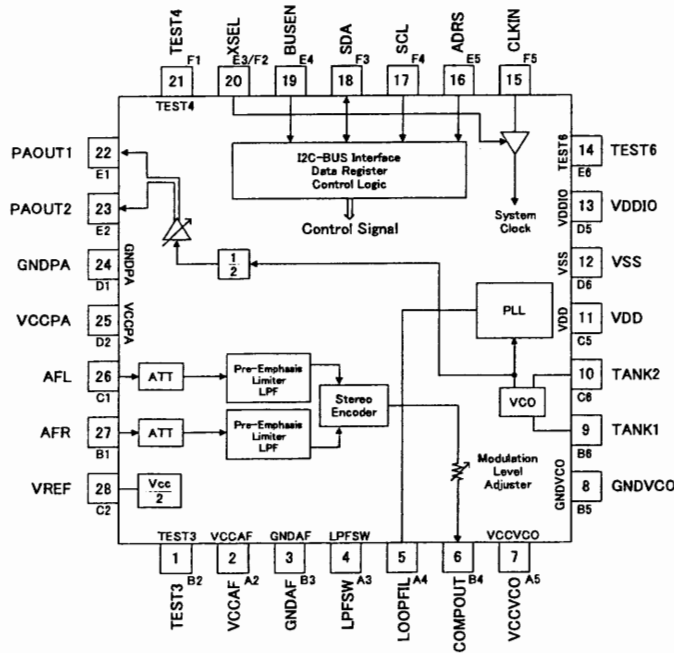 TEST4
XSEL
BUSEN
SDA
SCL
ADRS
CLKIN
F1
E3/F2
E4
F3
F4
E5
F5
21
20
19
18
17
16
15
TEST4
PAOUT1
22
E1
PAOUT2
23
E2
GNDPA
24
D1
GNDPA
VCCPA
25
D2
VCCPA
AFL
26
C1
AFR
27
B1
VREF
28
C2
I2C-BUS Interface
Data Register
Control Logic
Control Signal
System
Clock
1
2
PLL
VCO
ATT
Pre-Emphasis
Limiter
LPF
ATT
Pre-Emphasis
Limiter
LPF
Stereo
Encoder
Modulation
Level
Adjuster
Vcc
2
TEST6
14
TEST6
E6
VDDIO
13
VDDIO
D5
VSS
12
VSS
D6
VDD
11
VDD
C5
10
TANK2
C6
9
TANK1
B6
GNDVCO
8
GNDVCO
B5
TEST3
VCCAF
GNDAF
LPFSW
VCCVCO
1
2
3
4
5
6
7
B2
A2
B3
A3
A4
B4
A5
TEST3
VCCAF
GNDAF
LPFSW
LOOPFIL
COMPOUT
VCCVCO